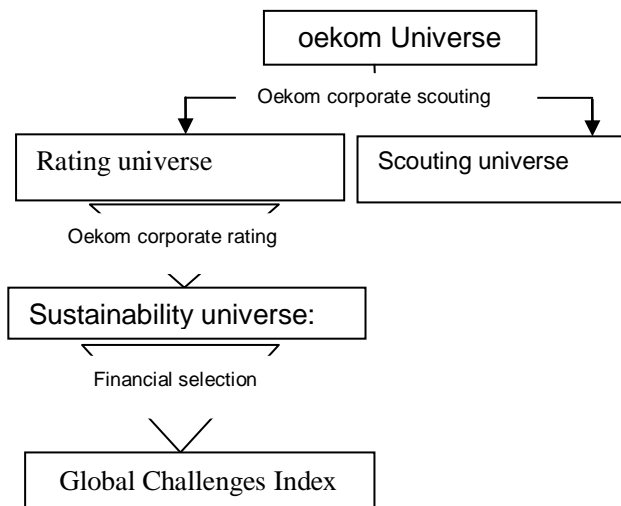 oekom Universe
Oekom corporate scouting
Rating universe
Scouting universe
Oekom corporate rating
Sustainability universe:
Financial selection
Global Challenges Index